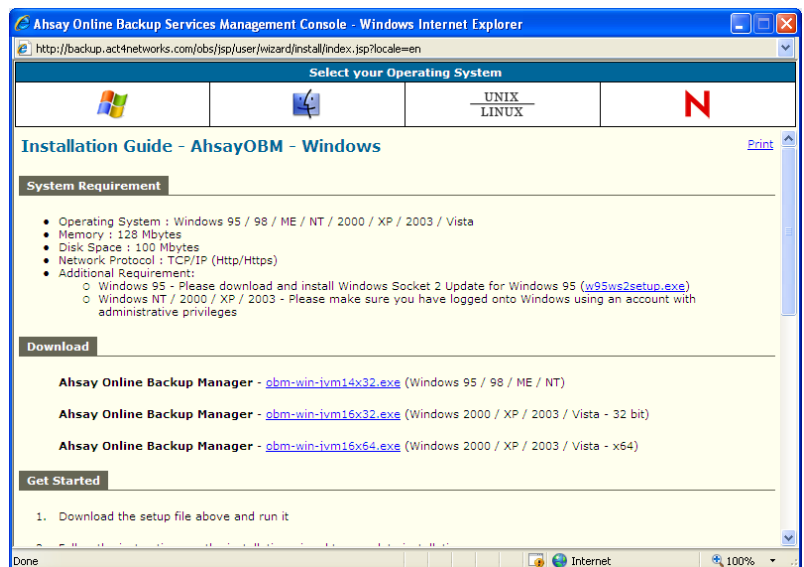 Ahsay Online Backup Services Management Console - Windows Internet Explorer
http://backup.act4networks.com/obs/jsp/user/wizard/install/index.jsp?locale=en
Select your Operating System
UNIX
LINUX
N
Installation Guide - AhsayOBM - Windows
Print
System Requirement
• Operating System : Windows 95 / 98 / ME / NT / 2000 / XP / 2003 / Vista
• Memory : 128 Mbytes
• Disk Space : 100 Mbytes
• Network Protocol : TCP/IP (Http/Https)
• Additional Requirement:
○ Windows 95 - Please download and install Windows Socket 2 Update for Windows 95 (w95ws2setup.exe)
○ Windows NT / 2000 / XP / 2003 - Please make sure you have logged onto Windows using an account with
administrative privileges
Download
Ahsay Online Backup Manager - obm-win-jvm14x32.exe (Windows 95 / 98 / ME / NT)
Ahsay Online Backup Manager - obm-win-jvm16x32.exe (Windows 2000 / XP / 2003 / Vista - 32 bit)
Ahsay Online Backup Manager - obm-win-jvm16x64.exe (Windows 2000 / XP / 2003 / Vista - x64)
Get Started
1. Download the setup file above and run it
Done
Internet
100%